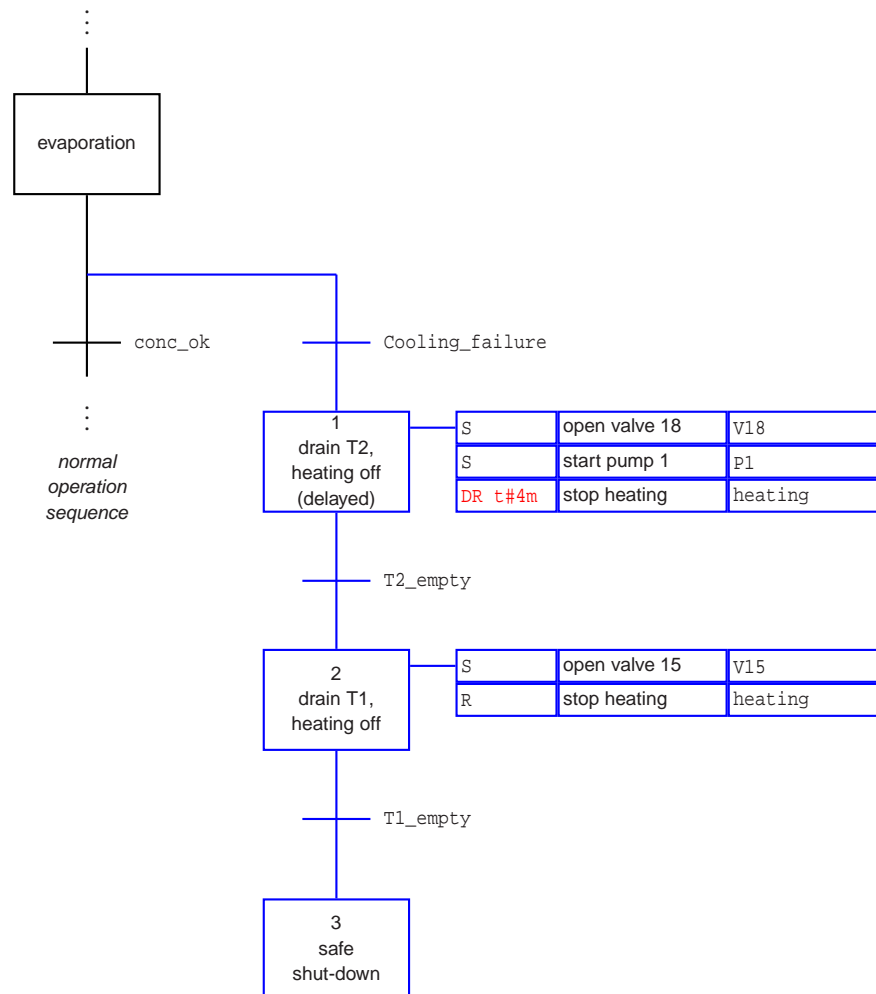 ⋮
evaporation
conc_ok
Cooling_failure
⋮
normal
operation
sequence
1
drain T2,
heating off
(delayed)
S open valve 18 V18
S start pump 1 P1
DR t#4m stop heating heating
T2_empty
2
drain T1,
heating off
S open valve 15 V15
R stop heating heating
T1_empty
3
safe
shut-down